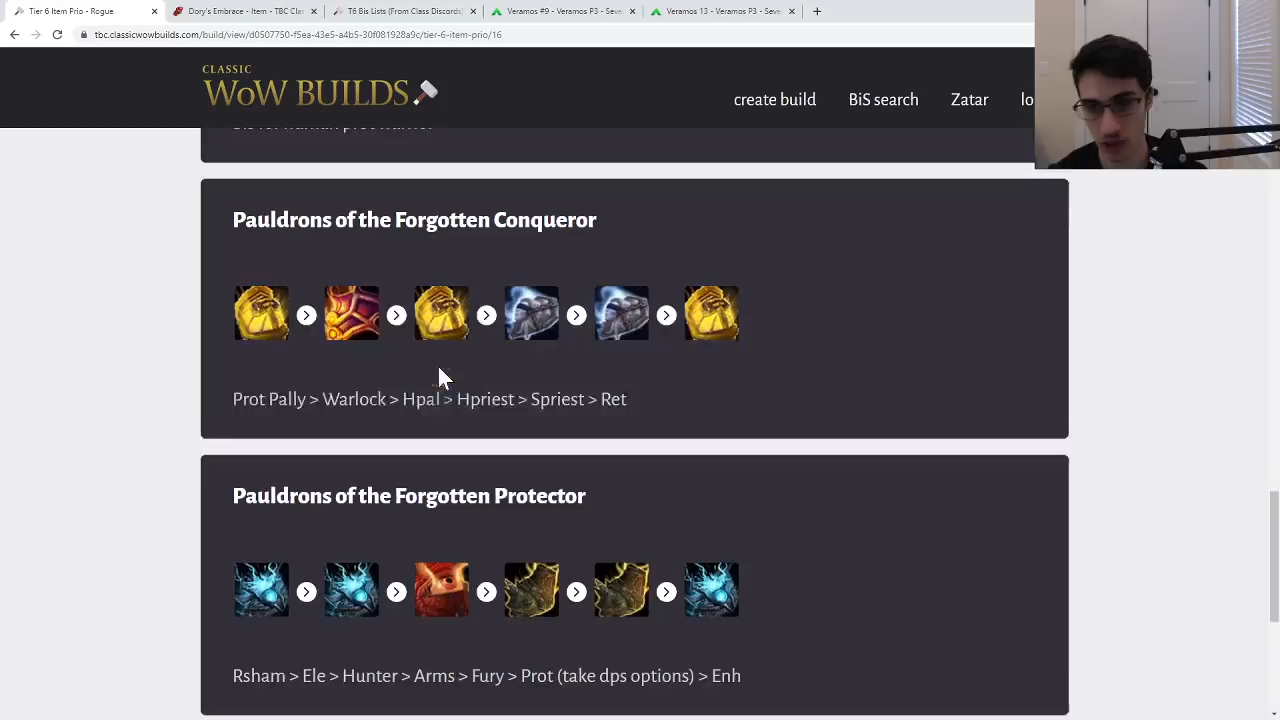 Tier 6 Item Prio - Rogue
Dory's Embrace - Item - TBC Cla
T6 Bis Lists (From Class Discords)
Veramos #9 - Veramos P3 - Seve
Veramos 13 - Veramos P3 - Seve
tbc.classicwowbuilds.com/build/view/d0507750-f5ea-43e5-a4b5-30f081928a9c/tier-6-item-prio/16
CLASSIC
WoW BUILDS
create build
BiS search
Zatar
lo
Pauldrons of the Forgotten Conqueror
Prot Pally > Warlock > Hpal > Hpriest > Spriest > Ret
Pauldrons of the Forgotten Protector
Rsham > Ele > Hunter > Arms > Fury > Prot (take dps options) > Enh